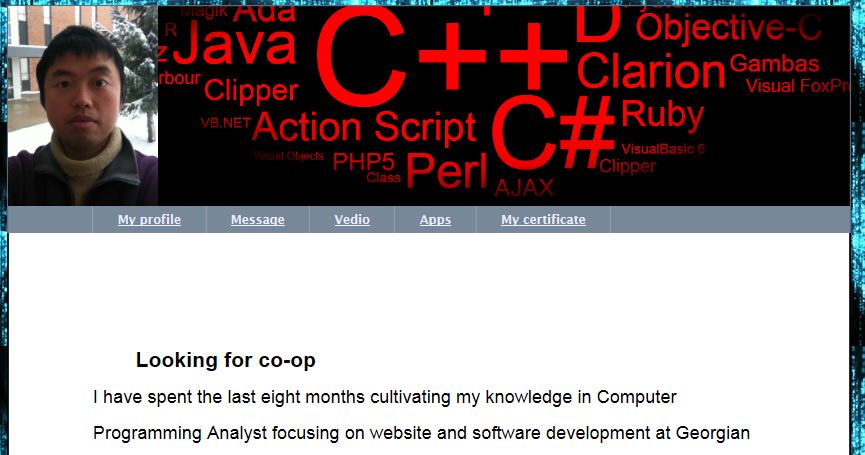 Magik Ada
R Java C++ D Objective-C
z Clarion Gambas
rbour Clipper Visual FoxPro
VB.NET Action Script C# Ruby
Visual Objects PHP5 Perl VisualBasic 6
Class AJAX Clipper
My profile Message Vedio Apps My certificate
Looking for co-op
I have spent the last eight months cultivating my knowledge in Computer
Programming Analyst focusing on website and software development at Georgian